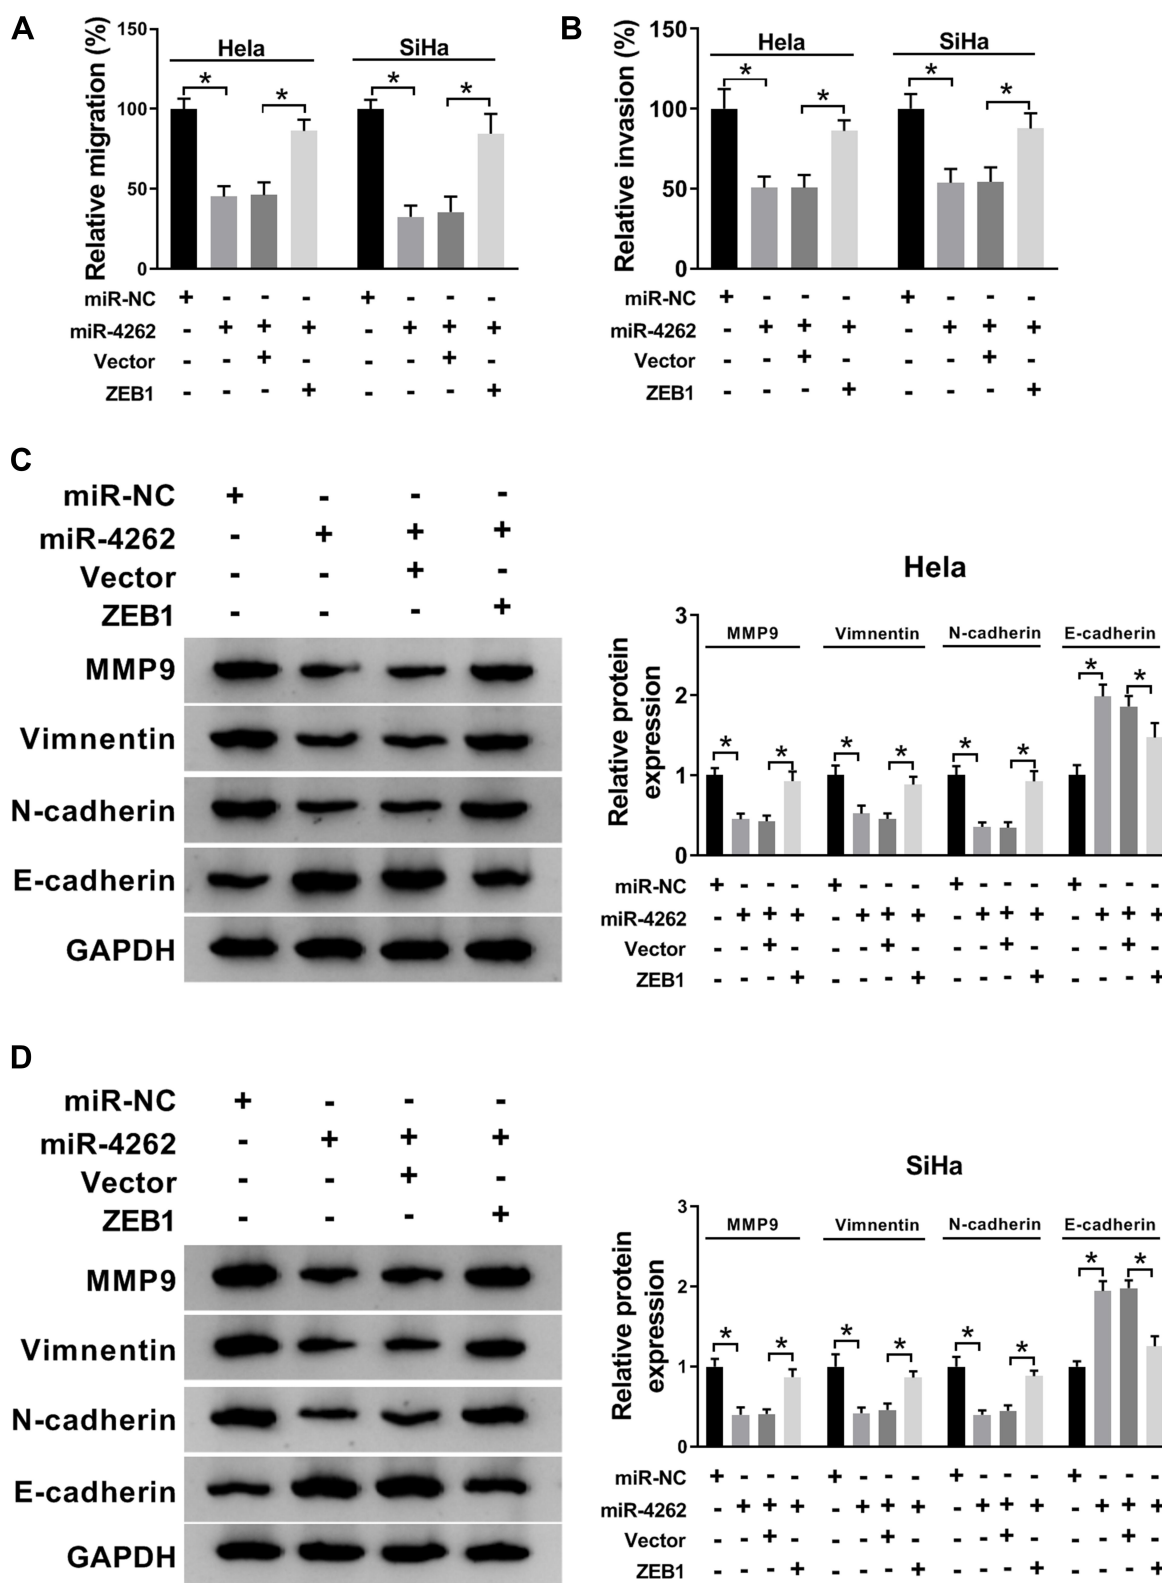 A
Relative migration (%)
150
100
50
0
Hela
SiHa
* * * *
miR-NC + - - - + - - -
miR-4262 - + + + - + + +
Vector - - + - - - + -
ZEB1 - - - + - - - +
B
Relative invasion (%)
150
100
50
0
Hela
SiHa
* * * *
miR-NC + - - - + - - -
miR-4262 - + + + - + + +
Vector - - + - - - + -
ZEB1 - - - + - - - +
C
miR-NC + - - -
miR-4262 - + + +
Vector - - + -
ZEB1 - - - +
MMP9
Vimnentin
N-cadherin
E-cadherin
GAPDH
Hela
Relative protein
expression
3
2
1
0
MMP9 Vimnentin N-cadherin E-cadherin
* * * * * * * *
miR-NC + - - - + - - - + - - - + - - -
miR-4262 - + + + - + + + - + + + - + + +
Vector - - + - - - + - - - + - - - + -
ZEB1 - - - + - - - + - - - + - - - +
D
miR-NC + - - -
miR-4262 - + + +
Vector - - + -
ZEB1 - - - +
MMP9
Vimnentin
N-cadherin
E-cadherin
GAPDH
SiHa
Relative protein
expression
3
2
1
0
MMP9 Vimnentin N-cadherin E-cadherin
* * * * * * * *
miR-NC + - - - + - - - + - - - + - - -
miR-4262 - + + + - + + + - + + + - + + +
Vector - - + - - - + - - - + - - - + -
ZEB1 - - - + - - - + - - - + - - - +